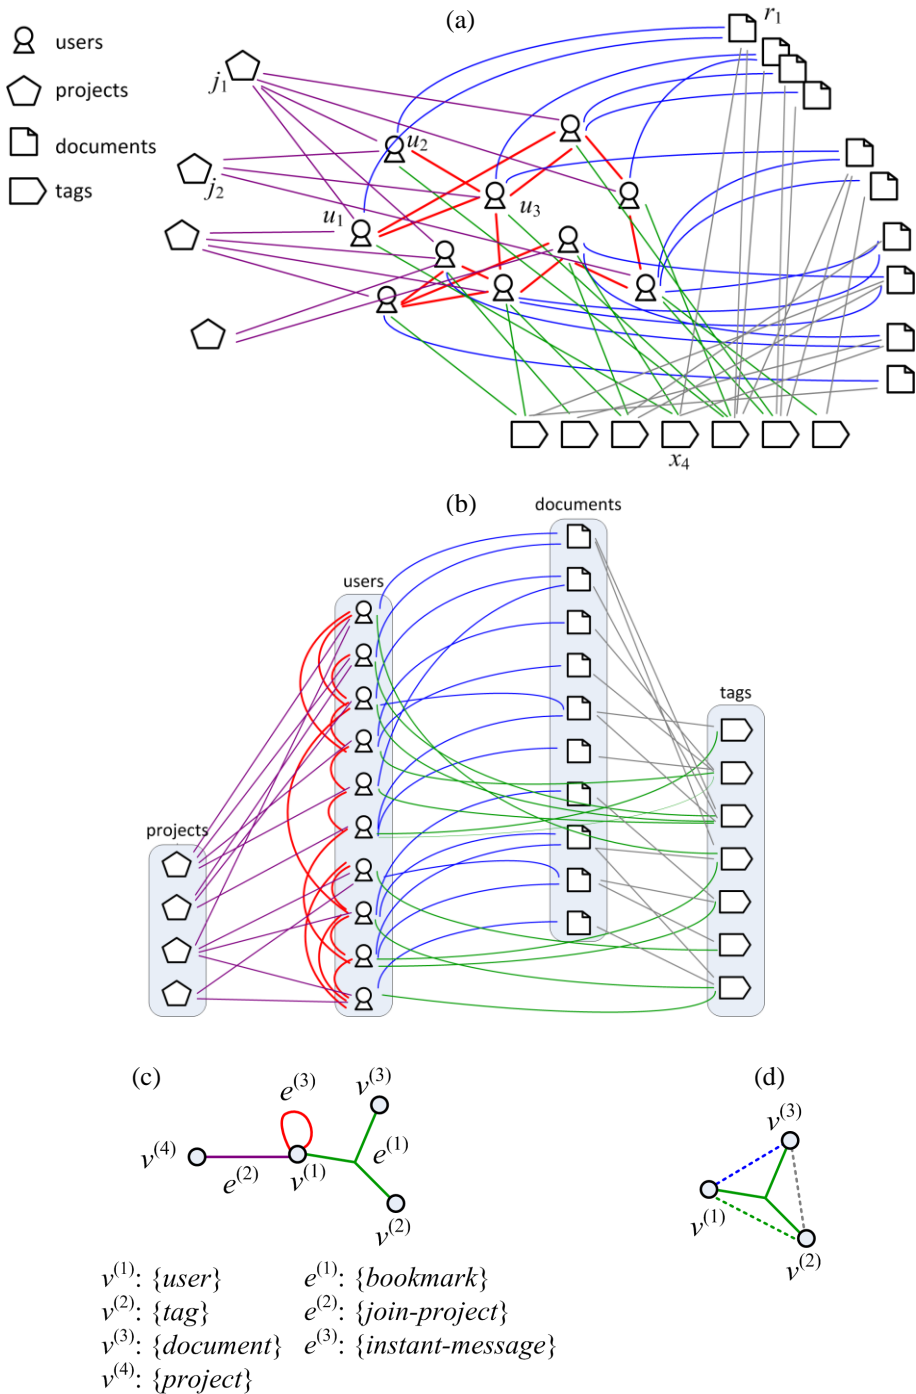 (a)
users
projects
documents
tags
j1
r1
u2
j2
u1
u3
x4
(b)
documents
users
tags
projects
(c)
(d)
e(3)
v(3)
v(4)
e(2)
v(1)
e(1)
v(2)
v(3)
v(1)
v(2)
v(1): {user} e(1): {bookmark}
v(2): {tag} e(2): {join-project}
v(3): {document} e(3): {instant-message}
v(4): {project}